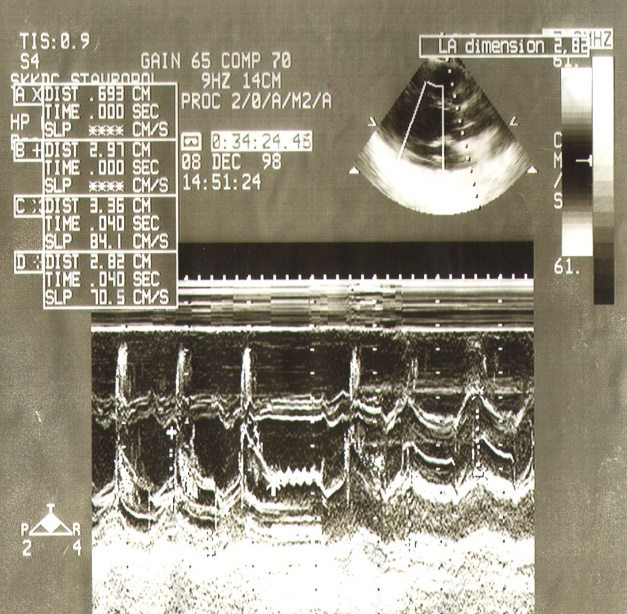 TIS:0.9
S4
GAIN 65 COMP 70
SKKDC STAVROPOL
9HZ 14CM
PROC 2/0/A/M2/A
HP
LA dimension 2.82
HZ
61.
A X DIST .693 CM
TIME .000 SEC
SLP **** CM/S
B + DIST 2.97 CM
TIME .000 SEC
SLP **** CM/S
C DIST 3.36 CM
TIME .040 SEC
SLP 84.1 CM/S
D DIST 2.82 CM
TIME .040 SEC
SLP 70.5 CM/S
0:34:24.45
08 DEC 98
14:51:24
C
M
/
S
61.
P R
2 4